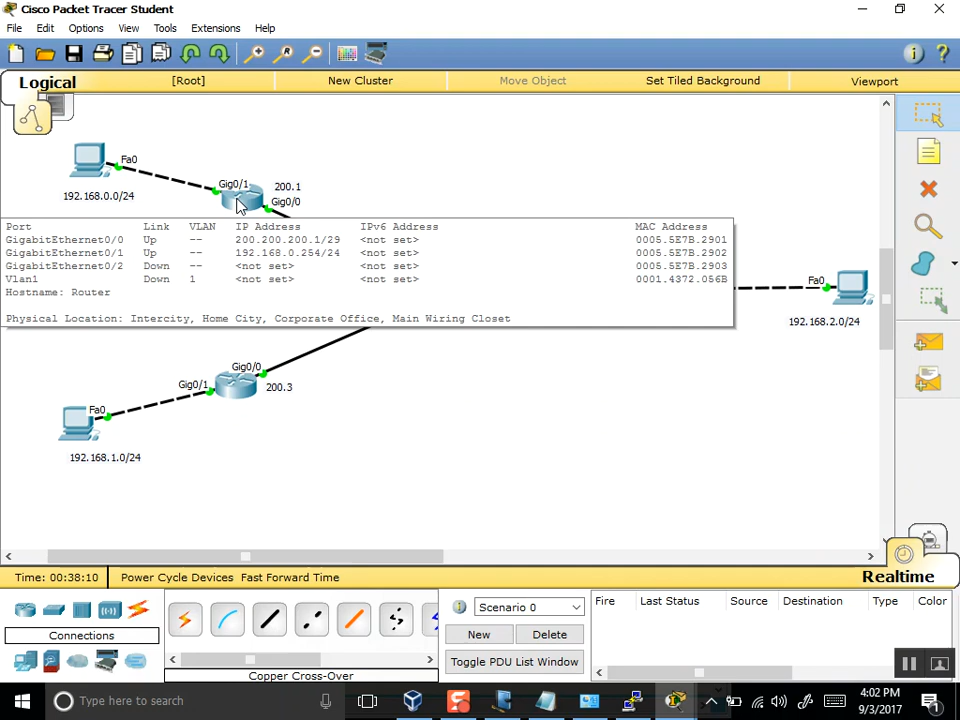 Cisco Packet Tracer Student
File Edit Options View Tools Extensions Help
Logical [Root] New Cluster Move Object Set Tiled Background Viewport
Fa0
Gig0/1 200.1
192.168.0.0/24 Gig0/0
Port Link VLAN IP Address IPv6 Address MAC Address
GigabitEthernet0/0 Up -- 200.200.200.1/29 <not set> 0005.5E7B.2901
GigabitEthernet0/1 Up -- 192.168.0.254/24 <not set> 0005.5E7B.2902
GigabitEthernet0/2 Down -- <not set> <not set> 0005.5E7B.2903
Vlan1 Down 1 <not set> <not set> 0001.4372.056B
Hostname: Router
Physical Location: Intercity, Home City, Corporate Office, Main Wiring Closet
Fa0
192.168.2.0/24
Gig0/0
Gig0/1 200.3
Fa0
192.168.1.0/24
Time: 00:38:10 Power Cycle Devices Fast Forward Time Realtime
Scenario 0 Fire Last Status Source Destination Type Color
Connections New Delete
Toggle PDU List Window
Copper Cross-Over
Type here to search
4:02 PM
9/3/2017
1